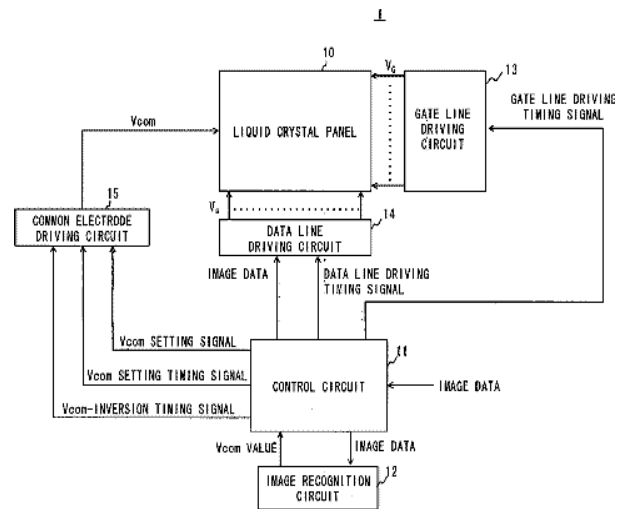 1
10
V_G
13
LIQUID CRYSTAL PANEL
GATE LINE
DRIVING
CIRCUIT
GATE LINE DRIVING
TIMING SIGNAL
Vcom
15
COMMON ELECTRODE
DRIVING CIRCUIT
14
DATA LINE
DRIVING CIRCUIT
IMAGE DATA
DATA LINE DRIVING
TIMING SIGNAL
Vcom SETTING SIGNAL
Vcom SETTING TIMING SIGNAL
Vcom-INVERSION TIMING SIGNAL
11
CONTROL CIRCUIT
IMAGE DATA
Vcom VALUE
IMAGE DATA
IMAGE RECOGNITION
CIRCUIT
12